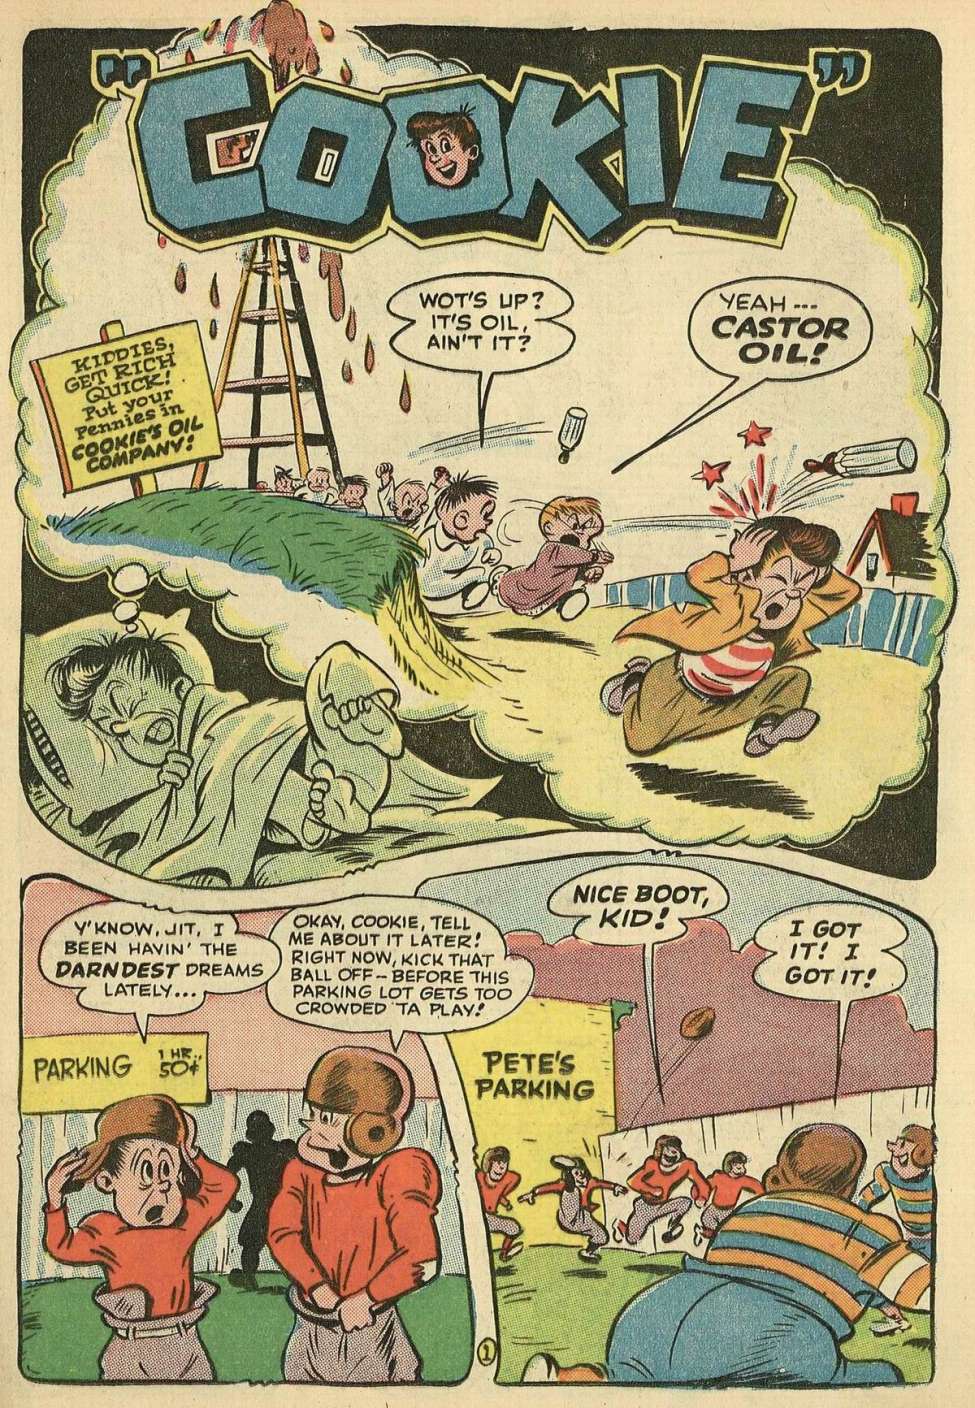 "COOKIE"
KIDDIES,
GET RICH
QUICK!
Put your
Pennies in
COOKIE'S OIL
COMPANY!
WOT'S UP?
IT'S OIL,
AIN'T IT?
YEAH ---
CASTOR
OIL!
Y'KNOW, JIT, I
BEEN HAVIN' THE
DARNDEST DREAMS
LATELY...
OKAY, COOKIE, TELL
ME ABOUT IT LATER!
RIGHT NOW, KICK THAT
BALL OFF-- BEFORE THIS
PARKING LOT GETS TOO
CROWDED 'TA PLAY!
PARKING 1 HR..
50¢
NICE BOOT,
KID!
I GOT
IT! I
GOT IT!
PETE'S
PARKING
1